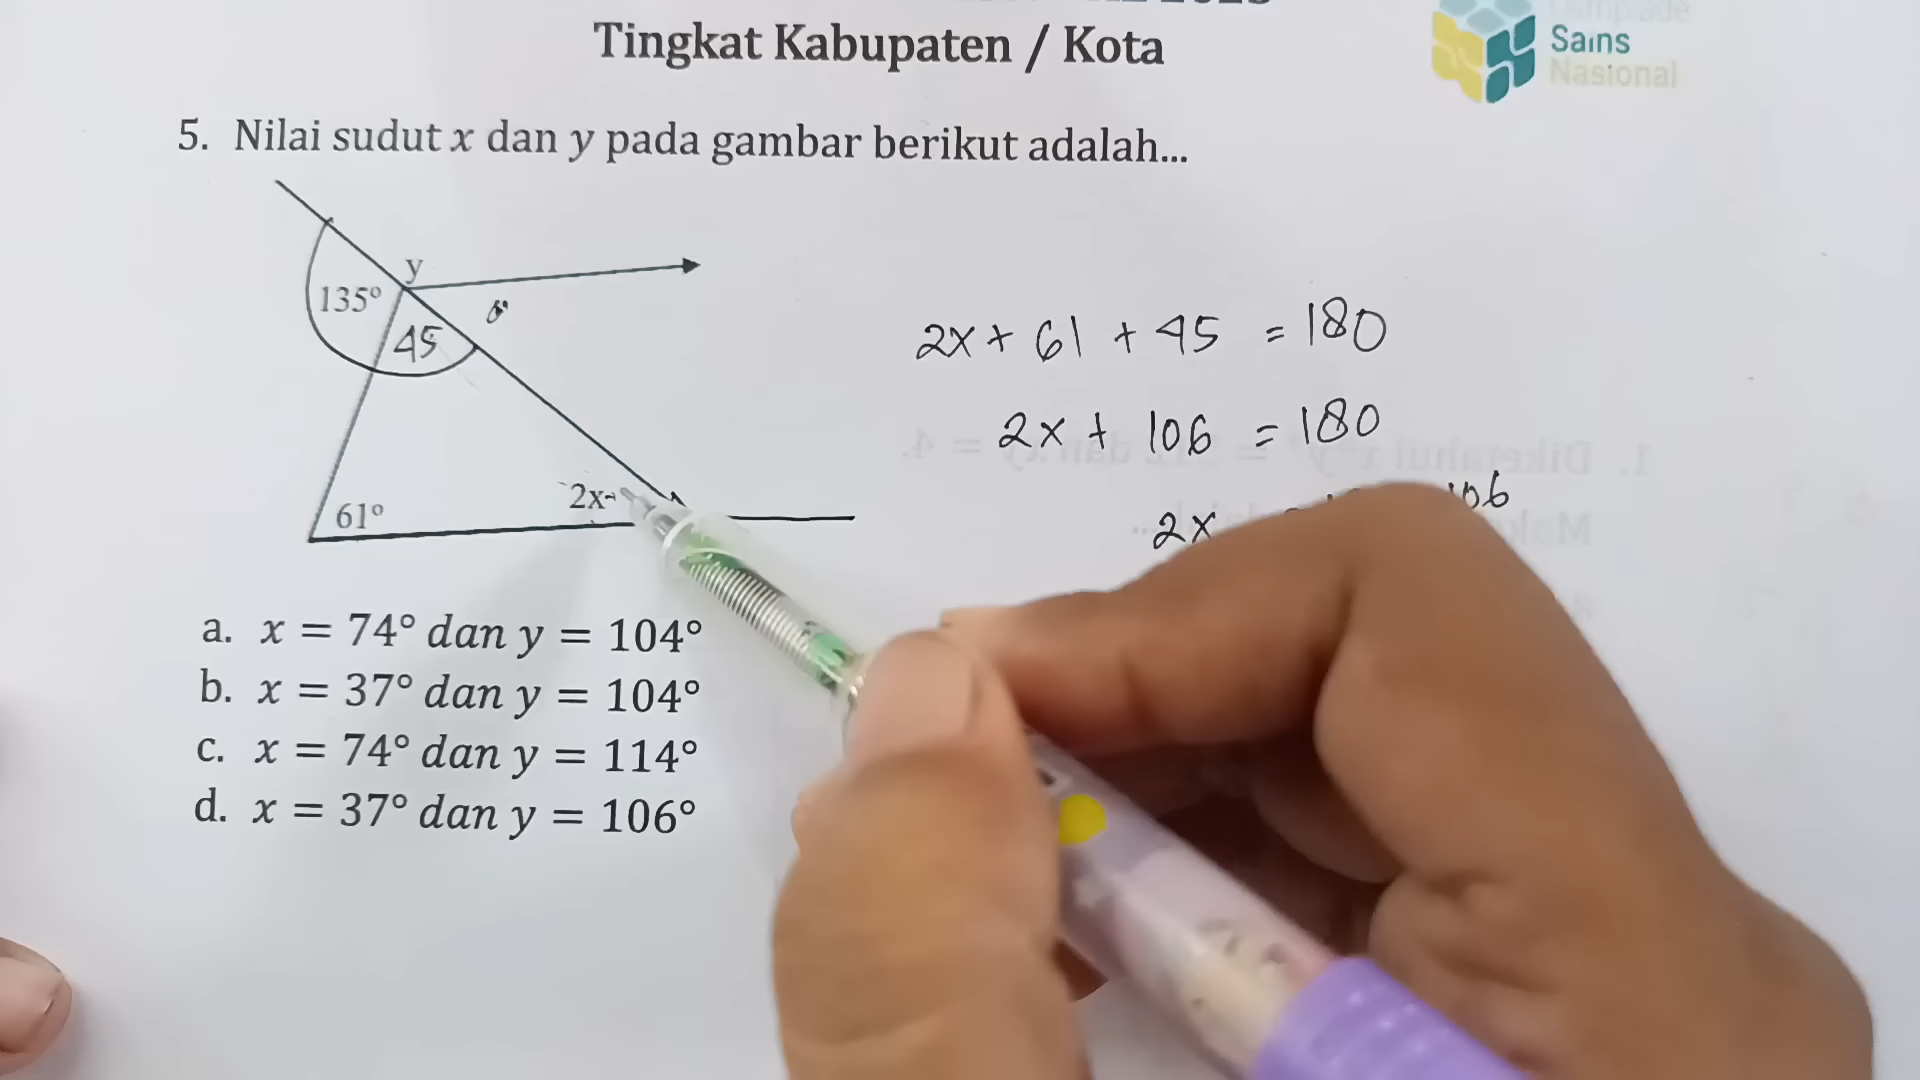 Tingkat Kabupaten / Kota
Sains
Nasional
5. Nilai sudut x dan y pada gambar berikut adalah...
y
135°
45
61°
2x
2x + 61 + 45 = 180
2x + 106 = 180
2x
106
a. x = 74° dan y = 104°
b. x = 37° dan y = 104°
c. x = 74° dan y = 114°
d. x = 37° dan y = 106°